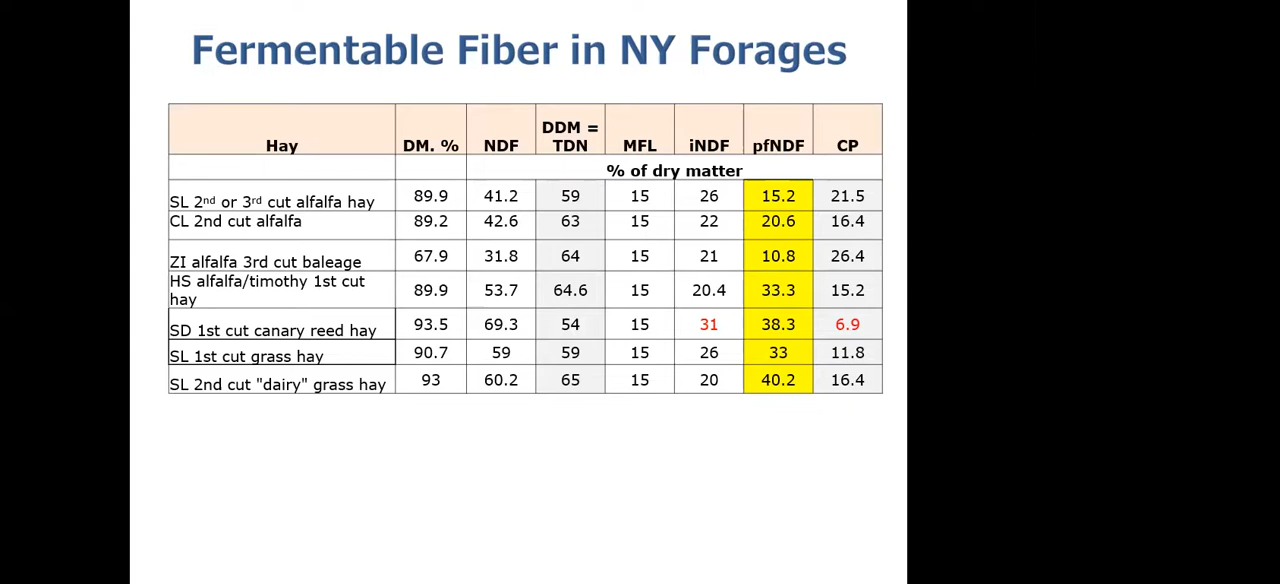 Fermentable Fiber in NY Forages
Hay DM. % NDF DDM = TDN MFL iNDF pfNDF CP
% of dry matter
SL 2nd or 3rd cut alfalfa hay 89.9 41.2 59 15 26 15.2 21.5
CL 2nd cut alfalfa 89.2 42.6 63 15 22 20.6 16.4
ZI alfalfa 3rd cut baleage 67.9 31.8 64 15 21 10.8 26.4
HS alfalfa/timothy 1st cut hay 89.9 53.7 64.6 15 20.4 33.3 15.2
SD 1st cut canary reed hay 93.5 69.3 54 15 31 38.3 6.9
SL 1st cut grass hay 90.7 59 59 15 26 33 11.8
SL 2nd cut "dairy" grass hay 93 60.2 65 15 20 40.2 16.4